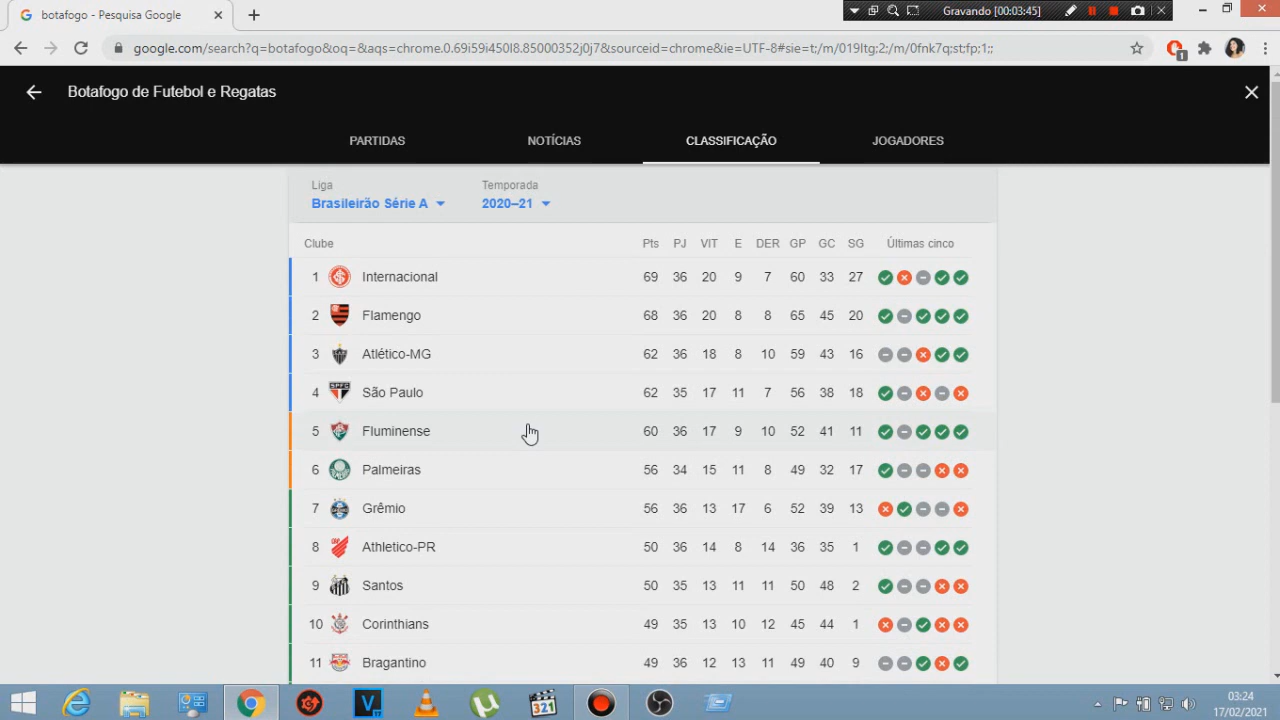 botafogo - Pesquisa Google
Gravando [00:03:45]
google.com/search?q=botafogo&oq=&aqs=chrome.0.69i59i450l8.85000352j0j7&sourceid=chrome&ie=UTF-8#sie=t;/m/019ltg;2;/m/0fnk7q;st;fp;1;;
1
Botafogo de Futebol e Regatas
PARTIDAS NOTÍCIAS CLASSIFICAÇÃO JOGADORES
Liga Temporada
Brasileirão Série A 2020–21
Clube Pts PJ VIT E DER GP GC SG Últimas cinco
1 Internacional 69 36 20 9 7 60 33 27
2 Flamengo 68 36 20 8 8 65 45 20
3 Atlético-MG 62 36 18 8 10 59 43 16
4 São Paulo 62 35 17 11 7 56 38 18
5 Fluminense 60 36 17 9 10 52 41 11
6 Palmeiras 56 34 15 11 8 49 32 17
7 Grêmio 56 36 13 17 6 52 39 13
8 Athletico-PR 50 36 14 8 14 36 35 1
9 Santos 50 35 13 11 11 50 48 2
10 Corinthians 49 35 13 10 12 45 44 1
11 Bragantino 49 36 12 13 11 49 40 9
321
03:24
17/02/2021